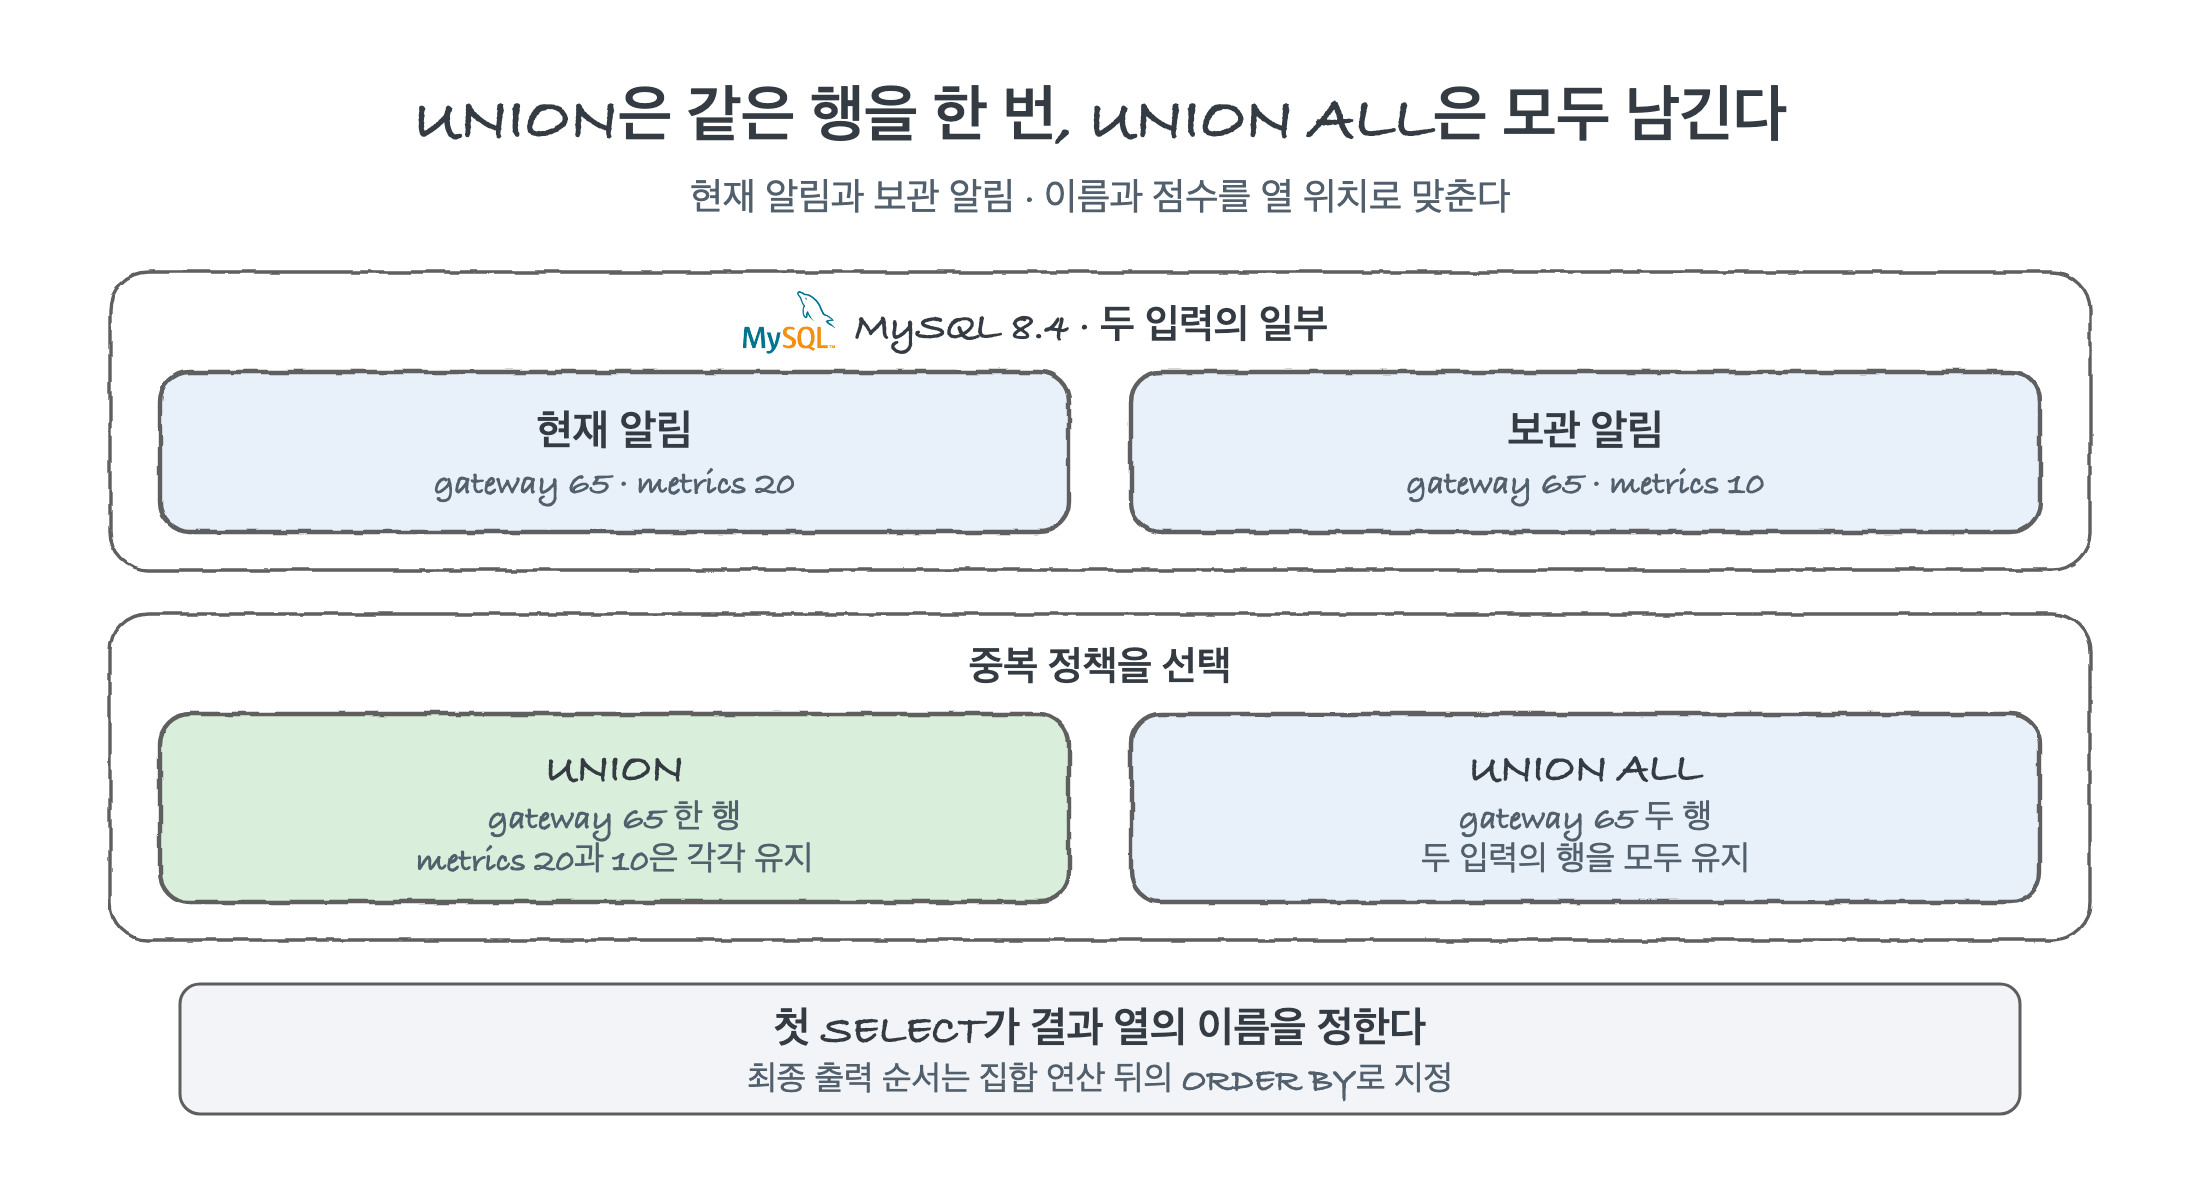 UNION은 같은 행을 한 번, UNION ALL은 모두 남긴다
현재 알림과 보관 알림 · 이름과 점수를 열 위치로 맞춘다
MySQL™ MySQL 8.4 · 두 입력의 일부
현재 알림
gateway 65 · metrics 20
보관 알림
gateway 65 · metrics 10
중복 정책을 선택
UNION
gateway 65 한 행
metrics 20과 10은 각각 유지
UNION ALL
gateway 65 두 행
두 입력의 행을 모두 유지
첫 SELECT가 결과 열의 이름을 정한다
최종 출력 순서는 집합 연산 뒤의 ORDER BY로 지정